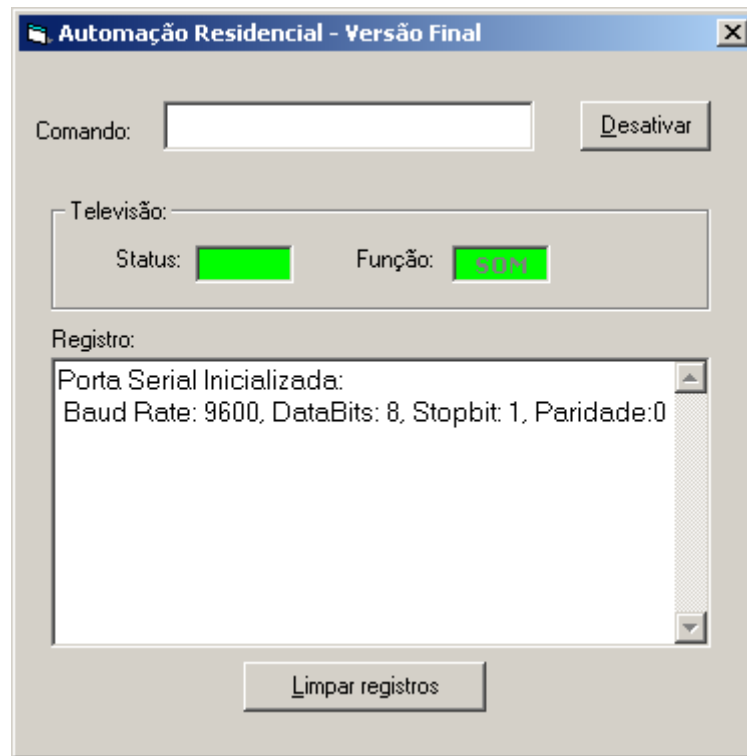 Automação Residencial - Versão Final
Comando:
Desativar
Televisão:
Status:
Função: SOM
Registro:
Porta Serial Inicializada:
Baud Rate: 9600, DataBits: 8, Stopbit: 1, Paridade:0
Limpar registros